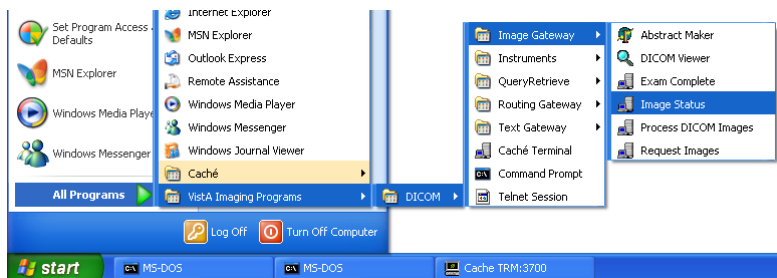 Internet Explorer
Set Program Access
Defaults
MSN Explorer
Windows Media Playe
Windows Messenger
All Programs
MSN Explorer
Outlook Express
Remote Assistance
Windows Media Player
Windows Messenger
Windows Journal Viewer
Caché
VistA Imaging Programs
DICOM
Image Gateway
Instruments
QueryRetrieve
Routing Gateway
Text Gateway
Caché Terminal
Command Prompt
Telnet Session
Abstract Maker
DICOM Viewer
Exam Complete
Image Status
Process DICOM Images
Request Images
Log Off
Turn Off Computer
start
MS-DOS
MS-DOS
Cache TRM:3700